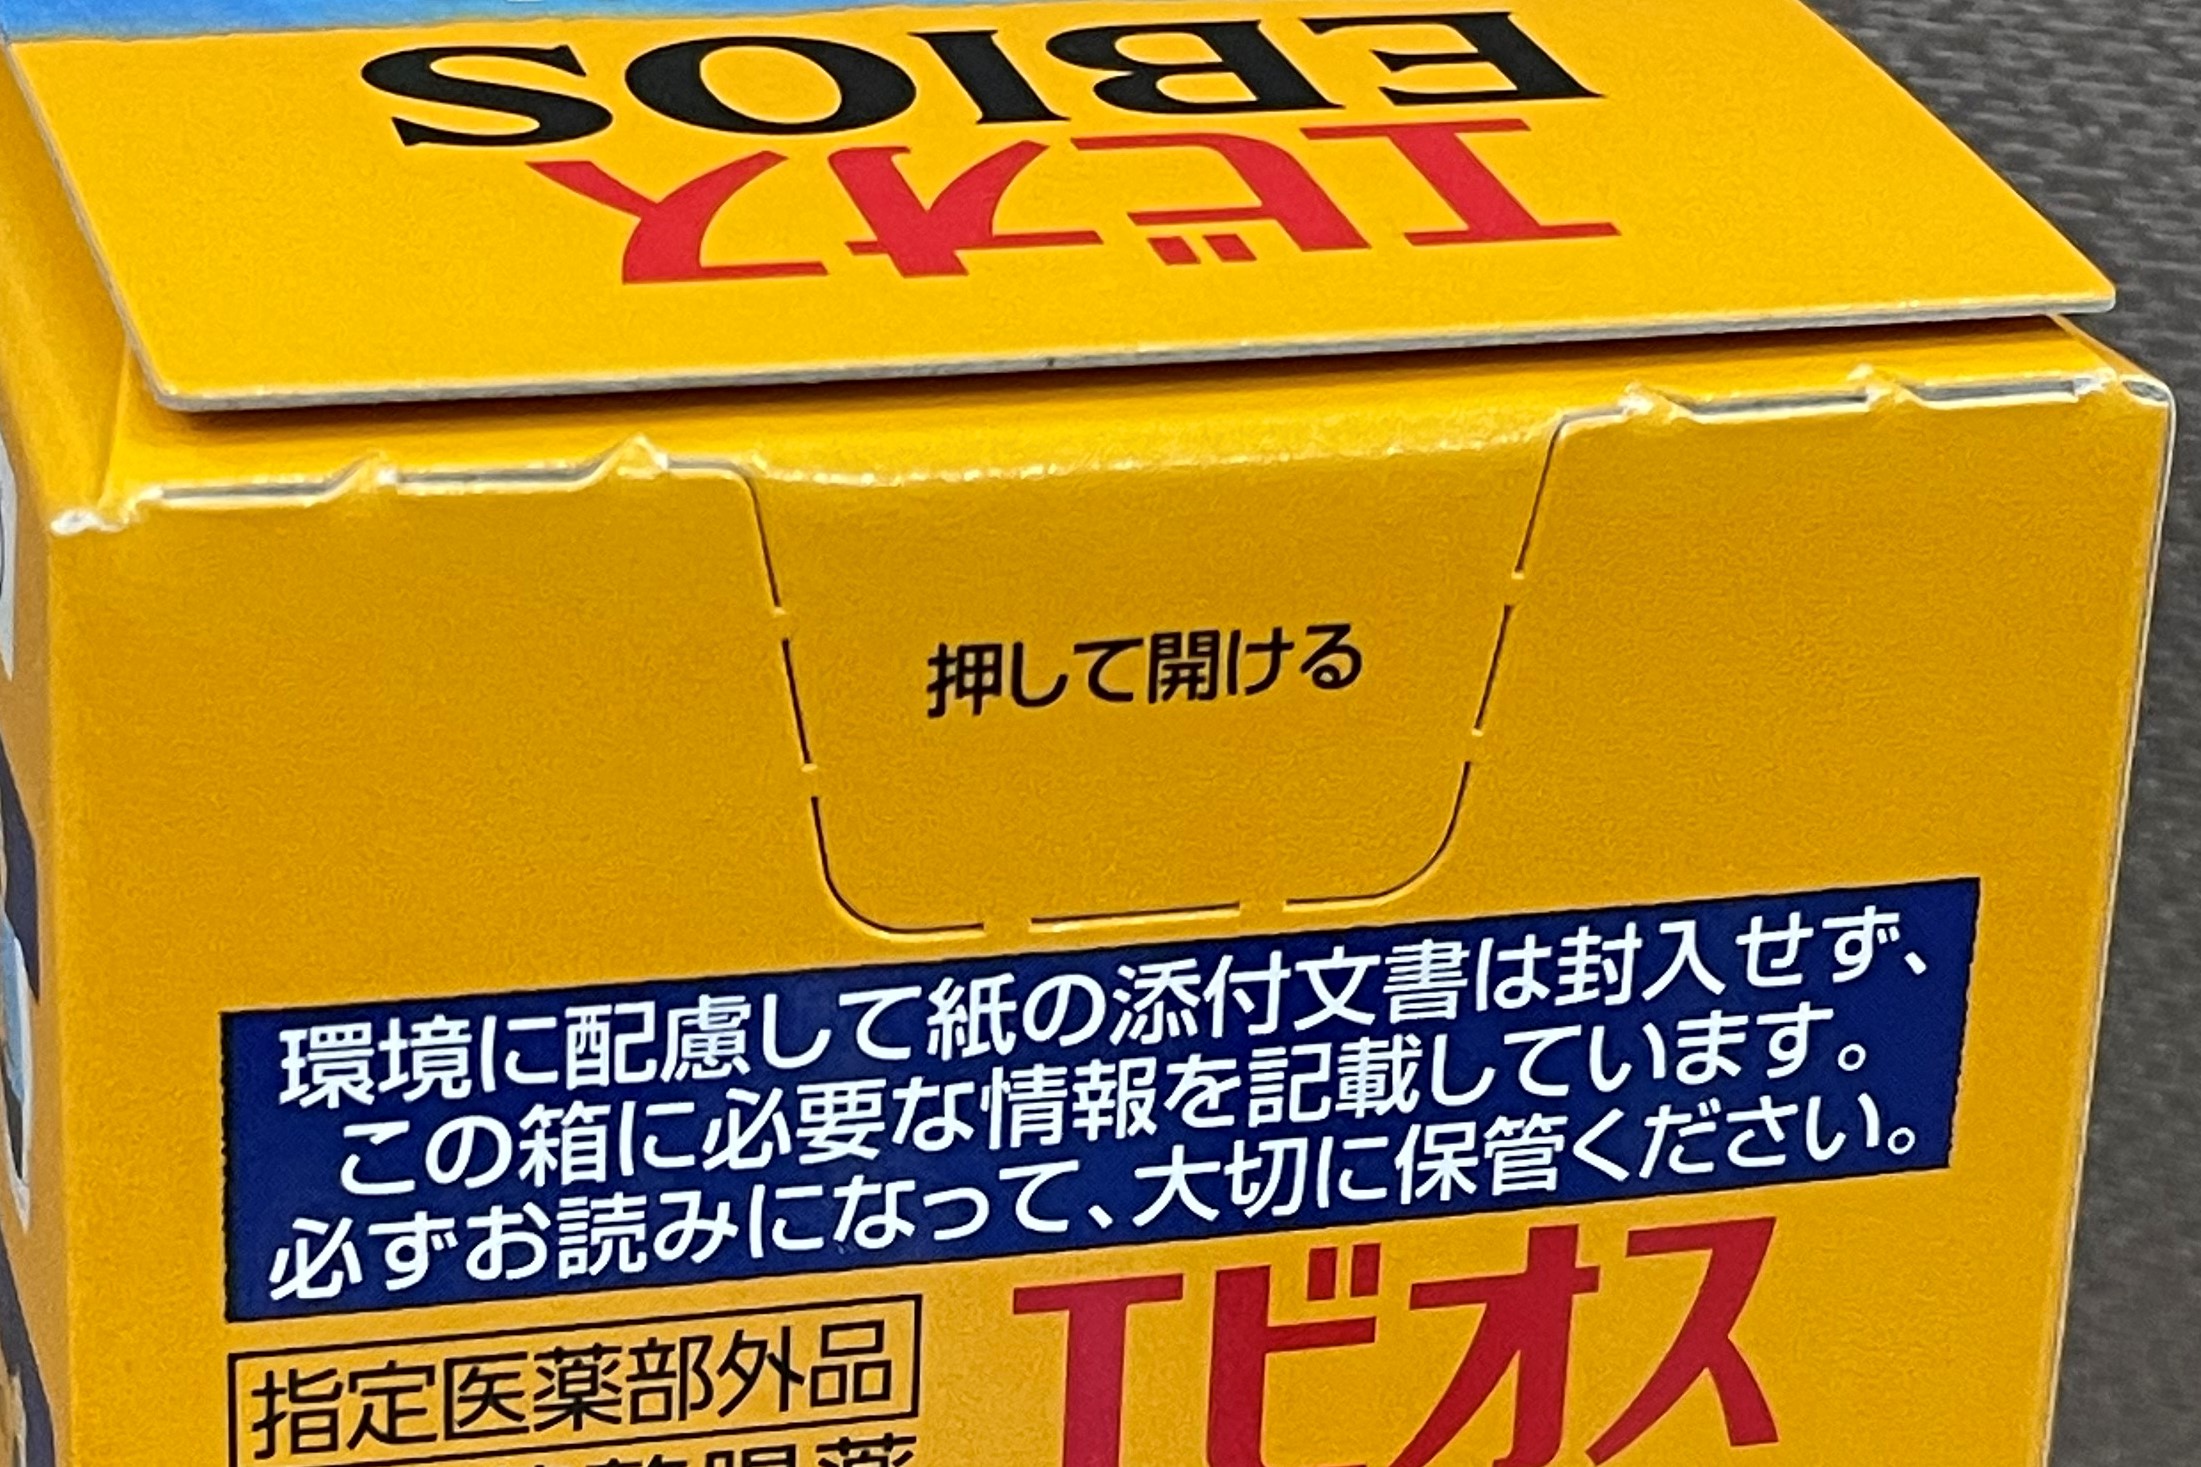 EBIOS
エビオス
押して開ける
環境に配慮して紙の添付文書は封入せず、
この箱に必要な情報を記載しています。
必ずお読みになって、大切に保管ください。
エビオス
指定医薬部外品